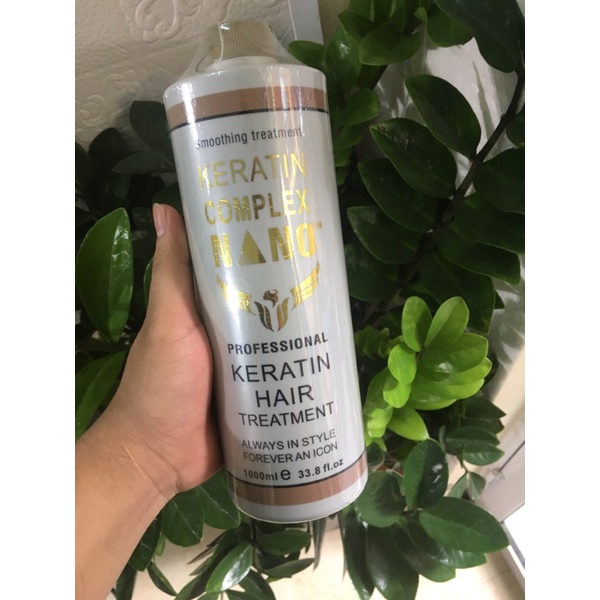 Smoothing treatment
KERATIN
COMPLEX
NANO™
PROFESSIONAL
KERATIN
HAIR
TREATMENT
ALWAYS IN STYLE
FOREVER AN ICON
1000ml e 33.8 fl.oz